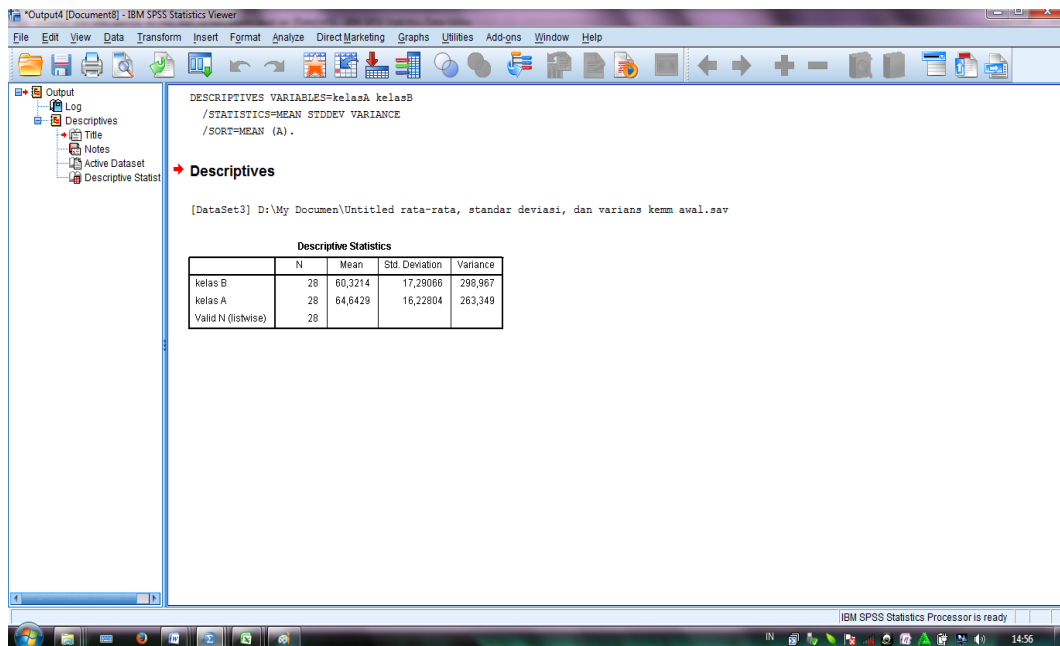 *Output4 [Document8] - IBM SPSS Statistics Viewer
File Edit View Data Transform Insert Format Analyze Direct Marketing Graphs Utilities Add-ons Window Help
Output
Log
Descriptives
Title
Notes
Active Dataset
Descriptive Statist
DESCRIPTIVES VARIABLES=kelasA kelasB
/STATISTICS=MEAN STDDEV VARIANCE
/SORT=MEAN (A).
Descriptives
[DataSet3] D:\My Documen\Untitled rata-rata, standar deviasi, dan varians kemm awal.sav
Descriptive Statistics
N Mean Std. Deviation Variance
kelas B 28 60,3214 17,29066 298,967
kelas A 28 64,6429 16,22804 263,349
Valid N (listwise) 28
IBM SPSS Statistics Processor is ready
IN 14:56